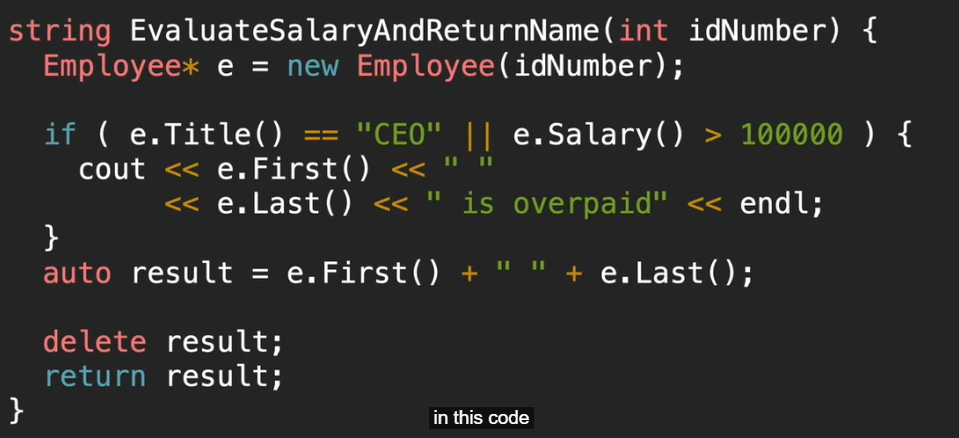 string EvaluateSalaryAndReturnName(int idNumber) {
Employee* e = new Employee(idNumber);
if ( e.Title() == "CEO" || e.Salary() > 100000 ) {
cout << e.First() << " "
<< e.Last() << " is overpaid" << endl;
}
auto result = e.First() + " " + e.Last();
delete result;
return result;
}
in this code